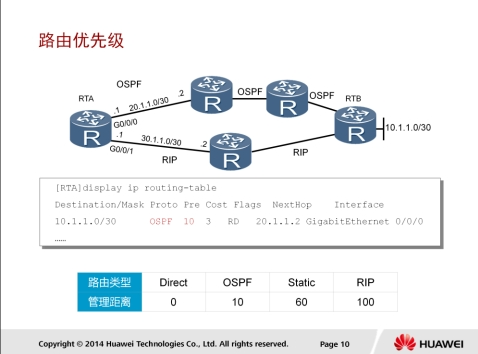 路由优先级
OSPF
RTA
.1 20.1.1.0/30 .2
G0/0/0
OSPF
OSPF
RTB
R
R
R
R
R
10.1.1.0/30
.1 30.1.1.0/30 .2
G0/0/1
RIP
RIP
[RTA]display ip routing-table
Destination/Mask Proto Pre Cost Flags NextHop Interface
10.1.1.0/30 OSPF 10 3 RD 20.1.1.2 GigabitEthernet 0/0/0
……
路由类型 Direct OSPF Static RIP
管理距离 0 10 60 100
Copyright © 2014 Huawei Technologies Co., Ltd. All rights reserved. Page 10 HUAWEI